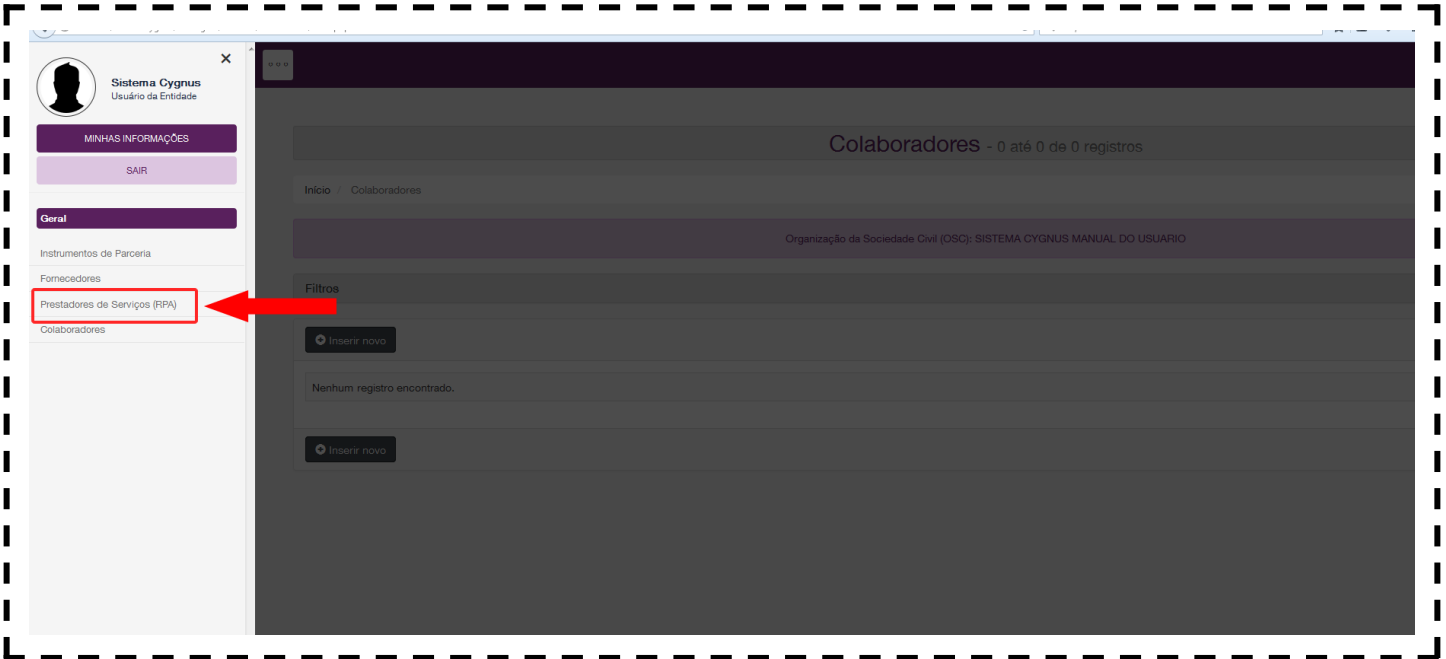 Sistema Cygnus
Usuário da Entidade
MINHAS INFORMAÇÕES
SAIR
Geral
Instrumentos de Parceria
Fornecedores
Prestadores de Serviços (RPA)
Colaboradores
Colaboradores - 0 até 0 de 0 registros
Início / Colaboradores
Organização da Sociedade Civil (OSC): SISTEMA CYGNUS MANUAL DO USUARIO
Filtros
Inserir novo
Nenhum registro encontrado.
Inserir novo